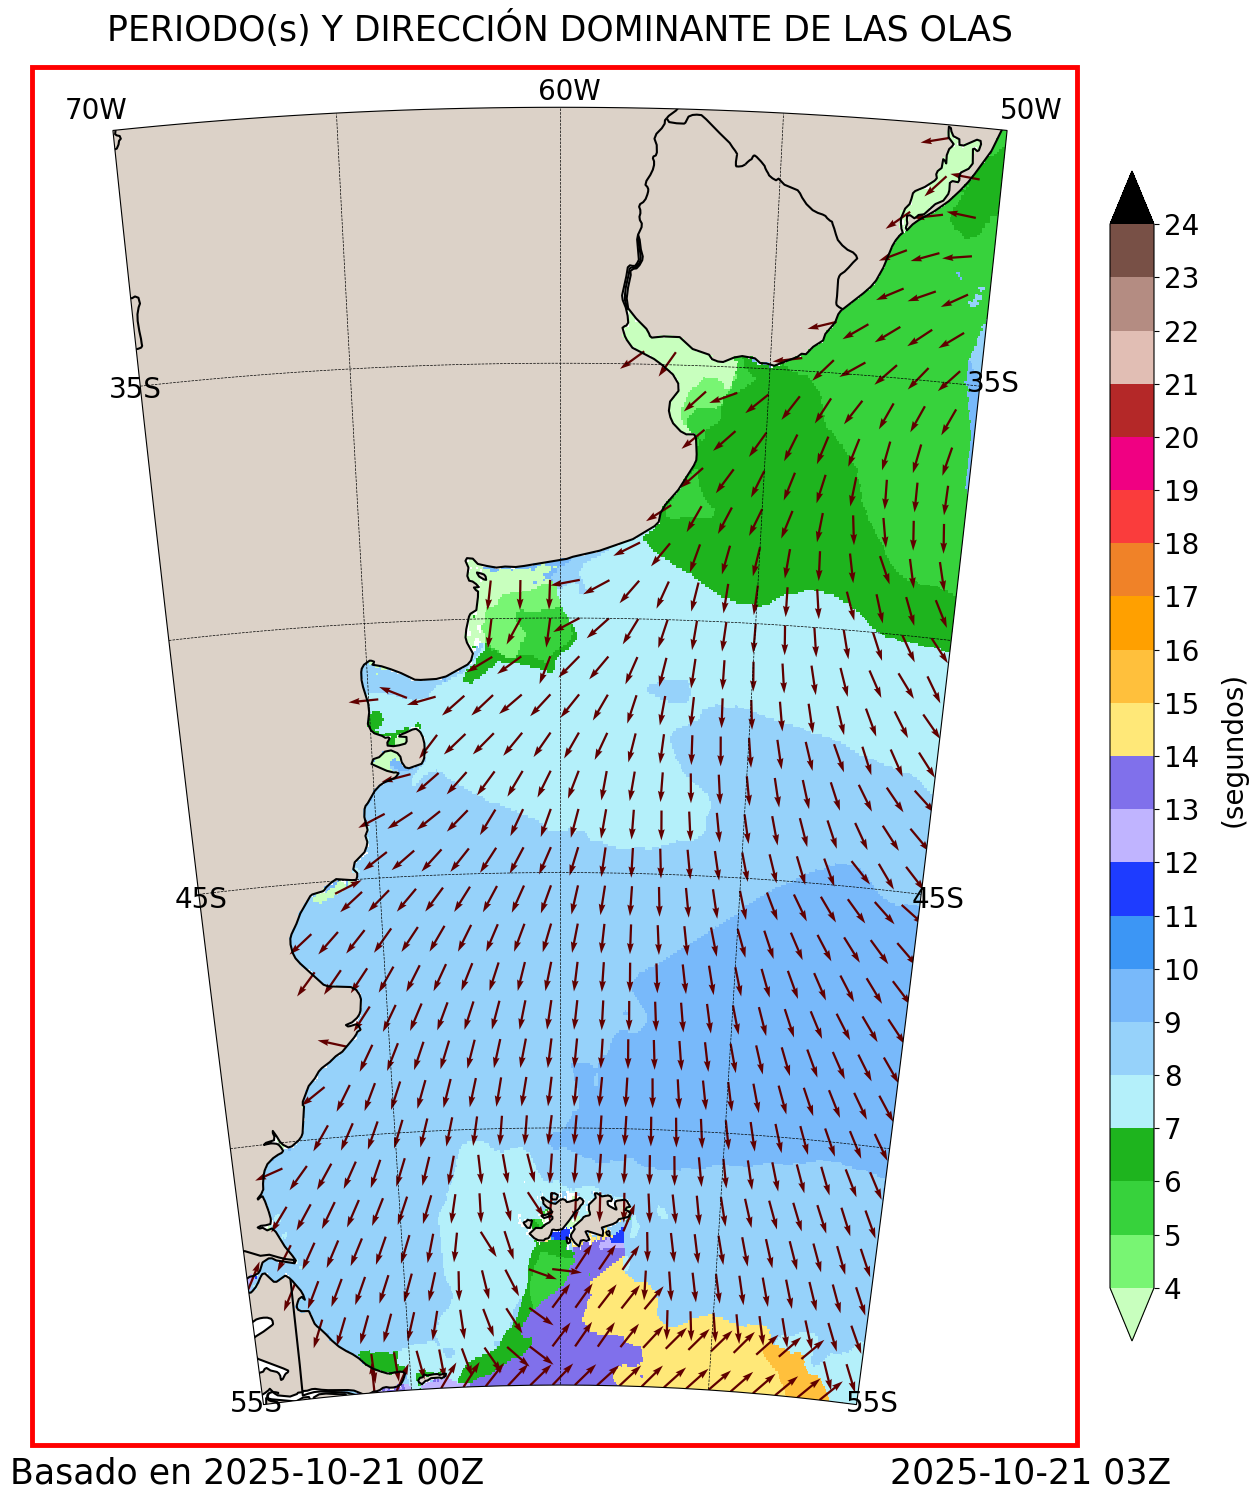 PERIODO(s) Y DIRECCIÓN DOMINANTE DE LAS OLAS
70W
60W
50W
35S
35S
45S
45S
55S
55S
24
23
22
21
20
19
18
17
16
15
14
13
12
11
10
9
8
7
6
5
4
(segundos)
Basado en 2025-10-21 00Z
2025-10-21 03Z